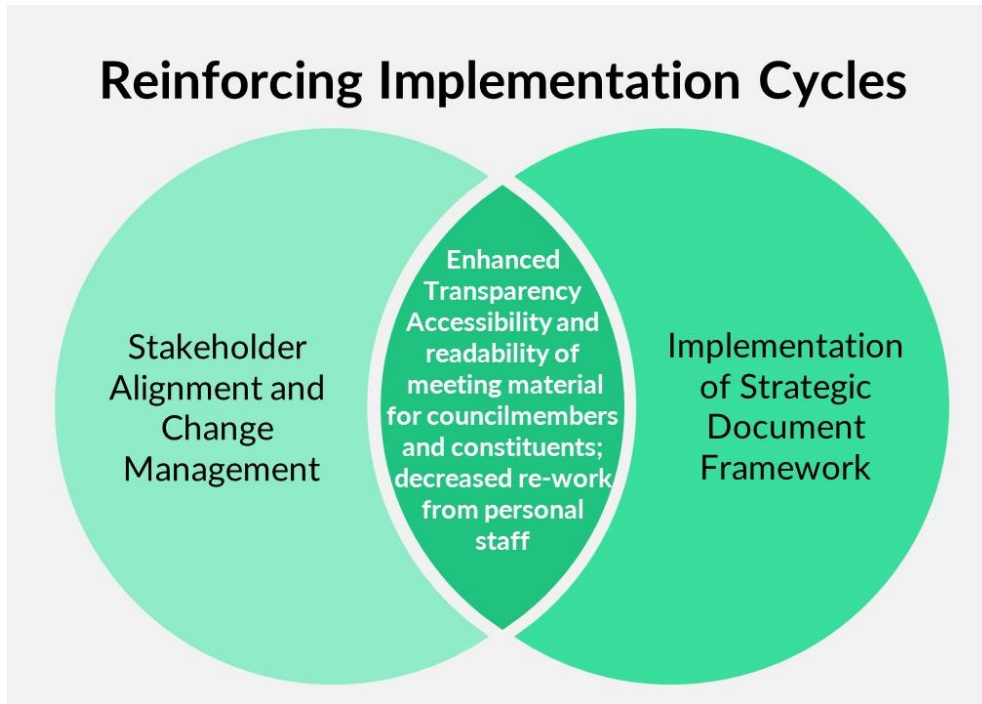 Reinforcing Implementation Cycles
Stakeholder
Alignment and
Change
Management
Enhanced
Transparency
Accessibility and
readability of
meeting material
for councilmembers
and constituents;
decreased re-work
from personal
staff
Implementation
of Strategic
Document
Framework